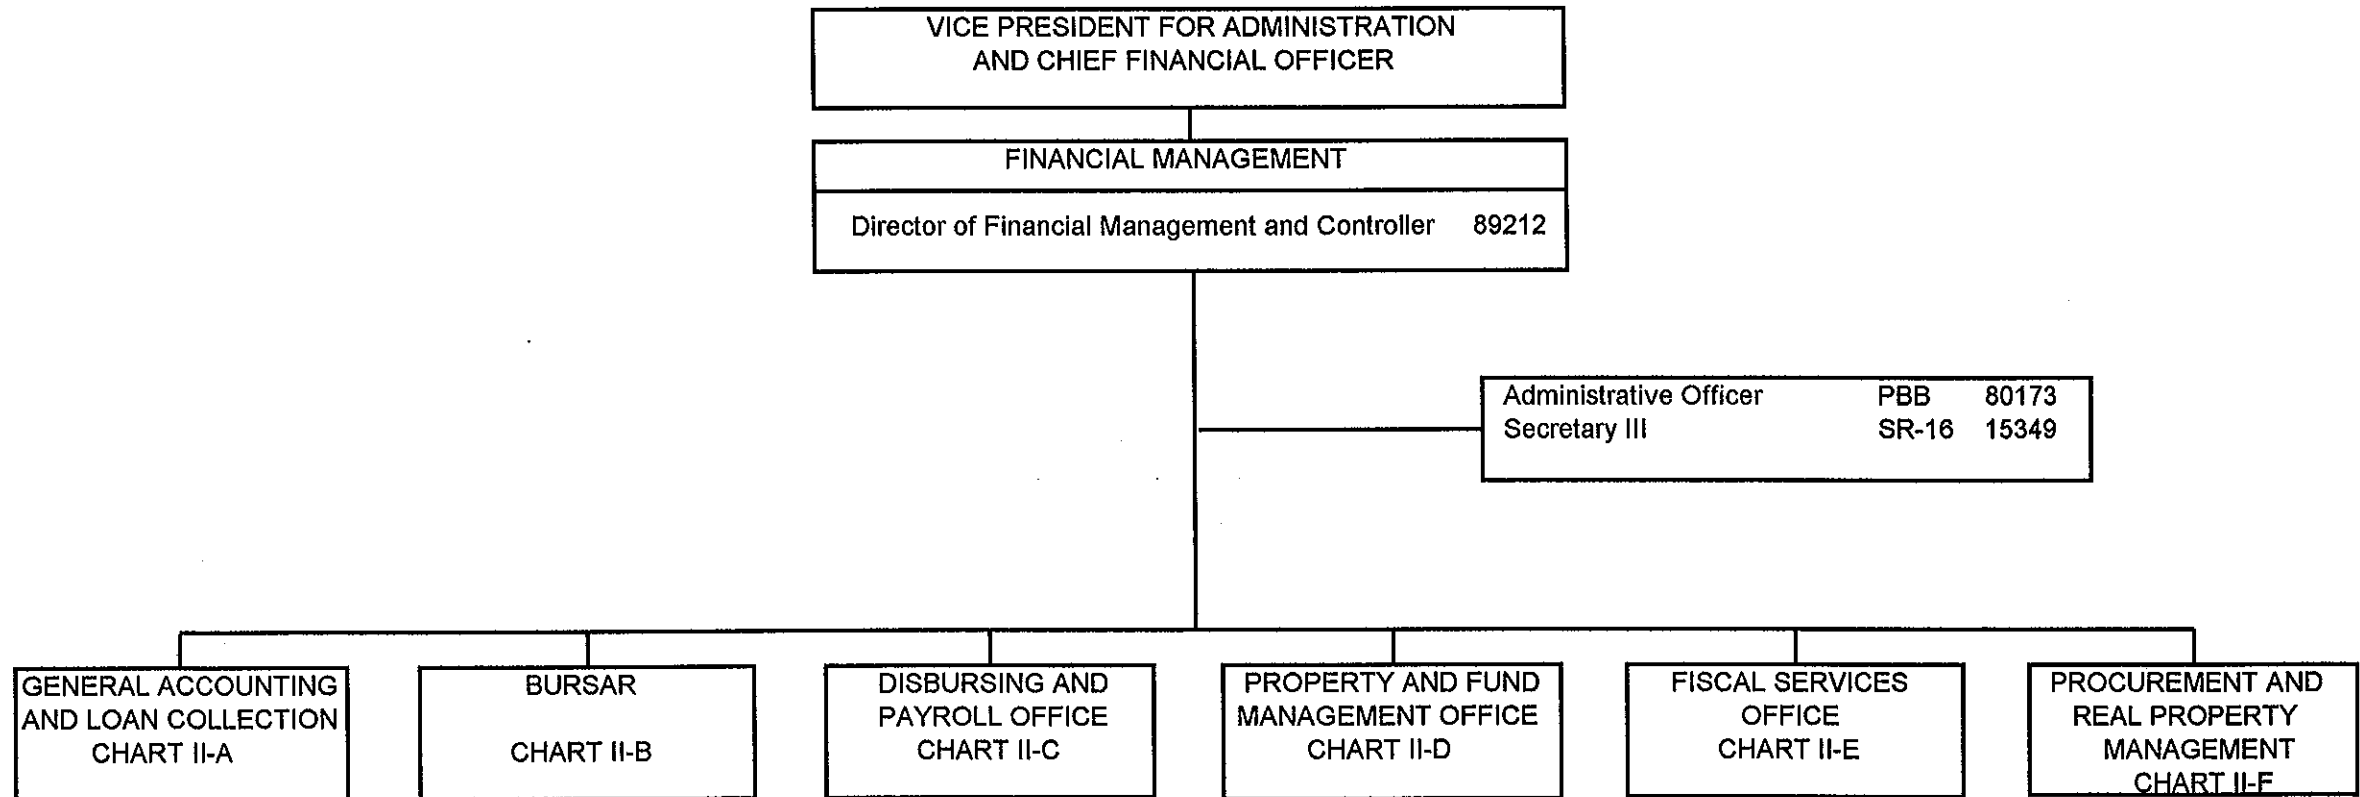 VICE PRESIDENT FOR ADMINISTRATION
AND CHIEF FINANCIAL OFFICER
FINANCIAL MANAGEMENT
Director of Financial Management and Controller 89212
Administrative Officer PBB 80173
Secretary III SR-16 15349
GENERAL ACCOUNTING
AND LOAN COLLECTION
CHART II-A
BURSAR
CHART II-B
DISBURSING AND
PAYROLL OFFICE
CHART II-C
PROPERTY AND FUND
MANAGEMENT OFFICE
CHART II-D
FISCAL SERVICES
OFFICE
CHART II-E
PROCUREMENT AND
REAL PROPERTY
MANAGEMENT
CHART II-F